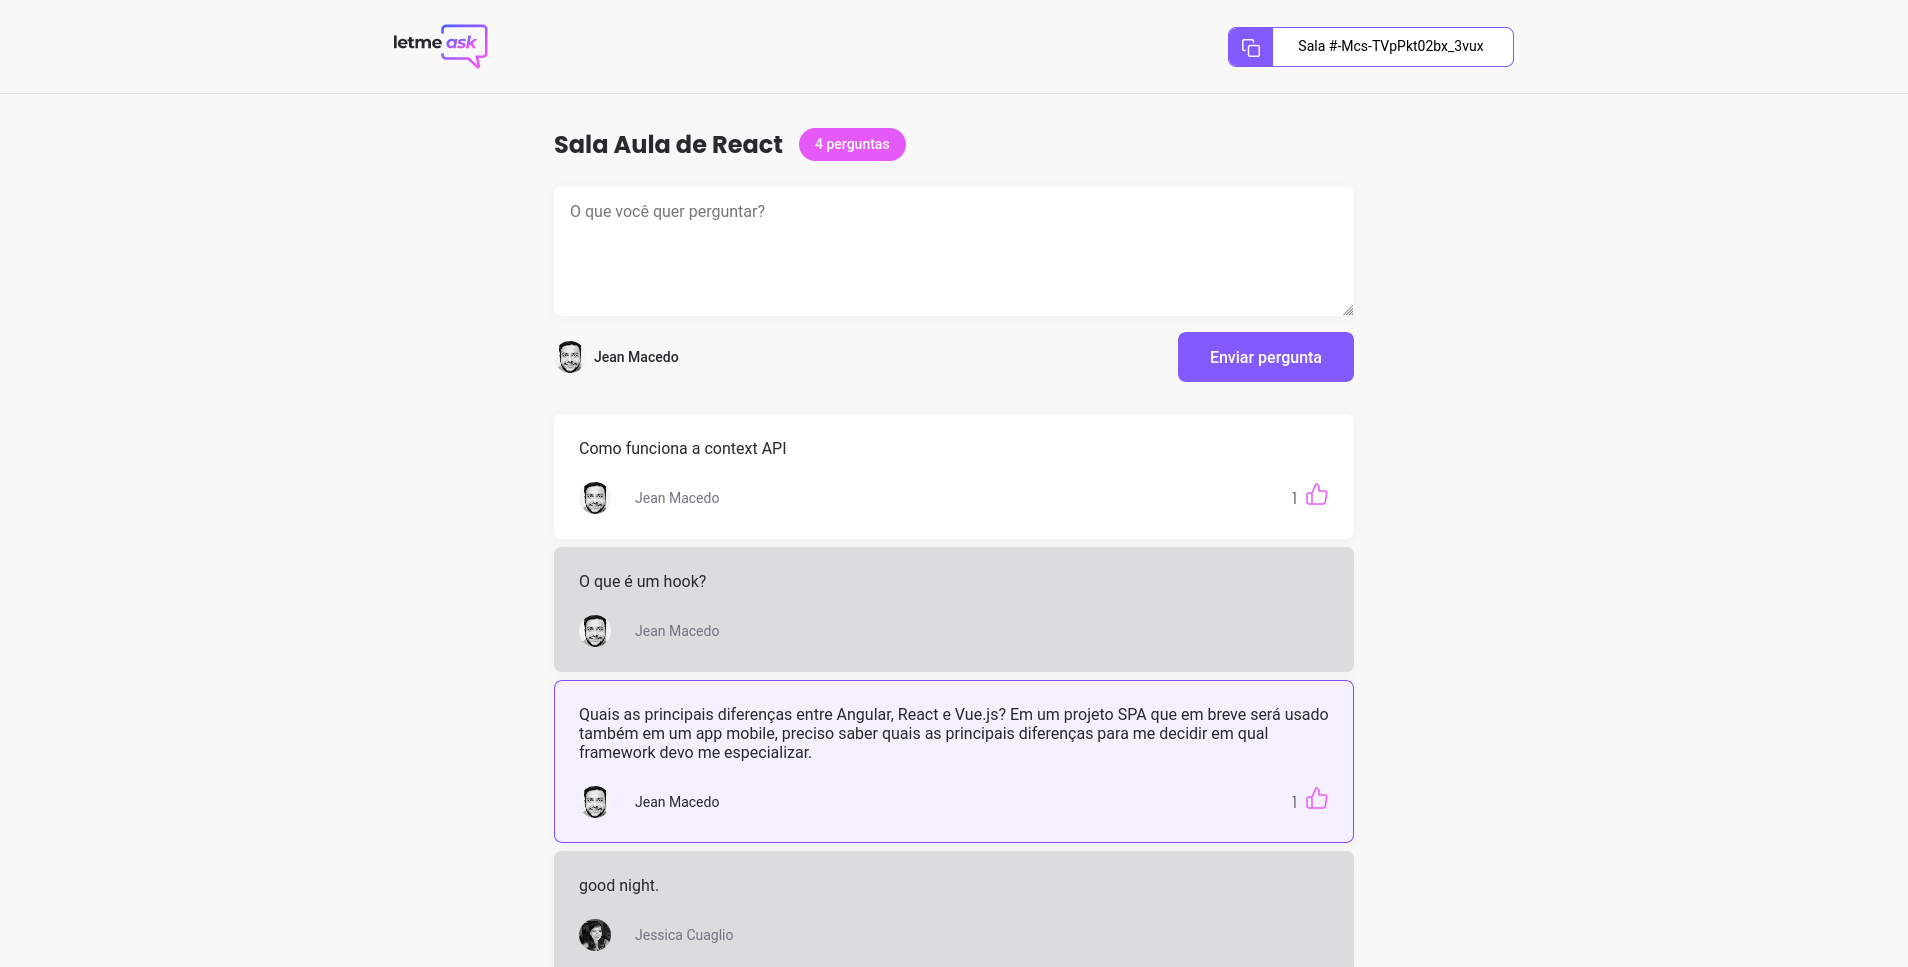 letme ask
Sala #-Mcs-TVpPkt02bx_3vux
Sala Aula de React
4 perguntas
O que você quer perguntar?
Jean Macedo
Enviar pergunta
Como funciona a context API
Jean Macedo
1
O que é um hook?
Jean Macedo
Quais as principais diferenças entre Angular, React e Vue.js? Em um projeto SPA que em breve será usado
também em um app mobile, preciso saber quais as principais diferenças para me decidir em qual
framework devo me especializar.
Jean Macedo
1
good night.
Jessica Cuaglio